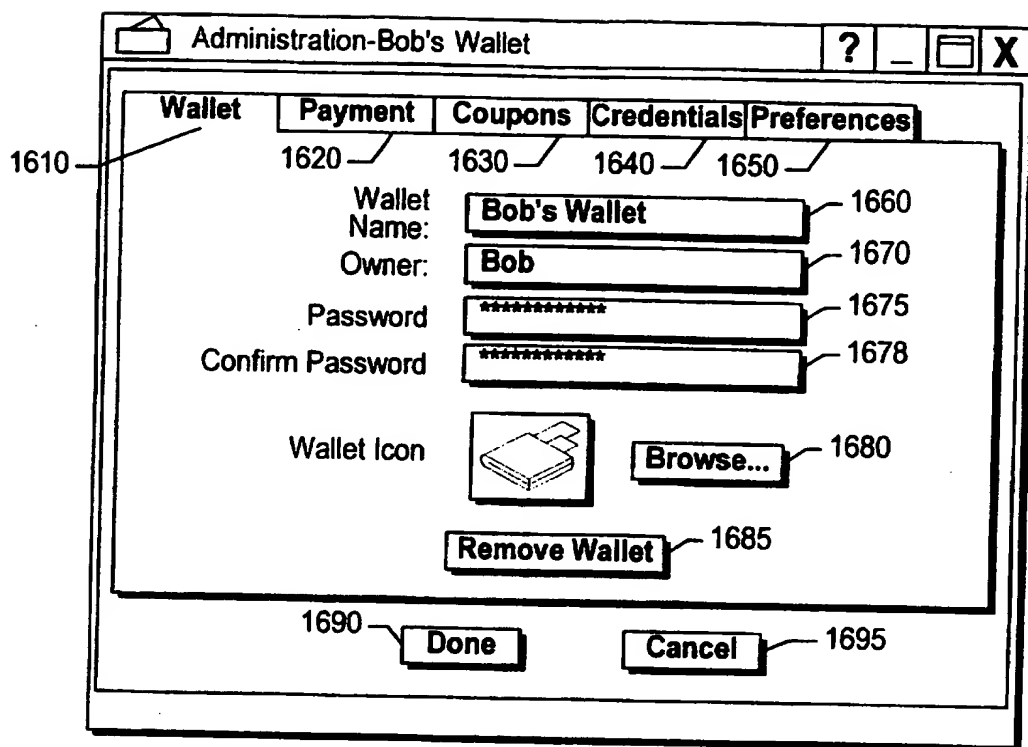 Administration-Bob's Wallet ? _ X
Wallet Payment Coupons Credentials Preferences
1610 1620 1630 1640 1650
Wallet Name: Bob's Wallet 1660
Owner: Bob 1670
Password ************ 1675
Confirm Password ************ 1678
Wallet Icon Browse... 1680
Remove Wallet 1685
1690 Done Cancel 1695